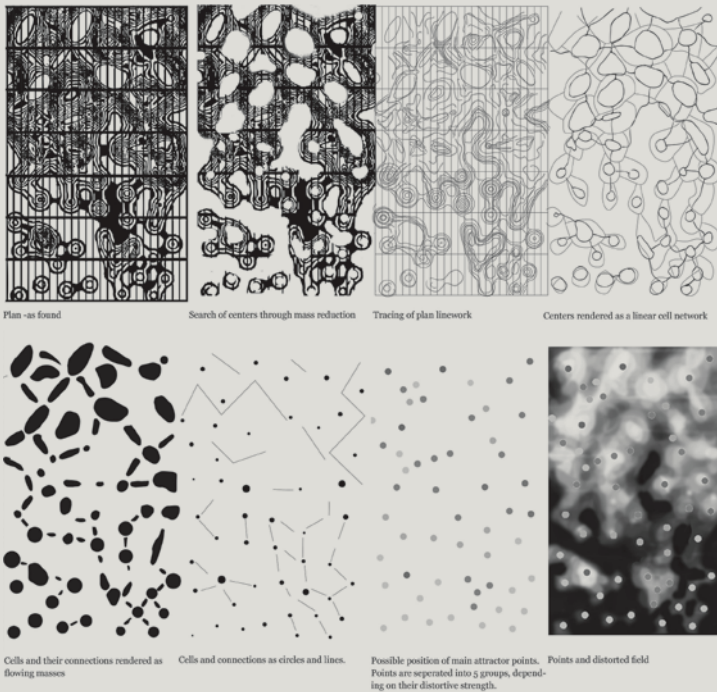 Plan -as found
Search of centers through mass reduction
Tracing of plan linework
Centers rendered as a linear cell network
Cells and their connections rendered as
flowing masses
Cells and connections as circles and lines.
Possible position of main attractor points.
Points are seperated into 5 groups, depend-
ing on their distortive strength.
Points and distorted field